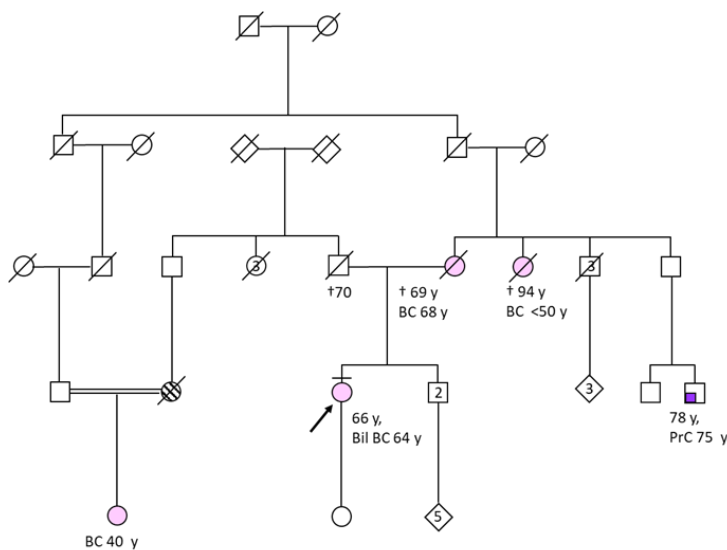 3
3
†70
† 69 y
BC 68 y
† 94 y
BC <50 y
2
3
66 y,
Bil BC 64 y
78 y,
PrC 75 y
5
BC 40 y